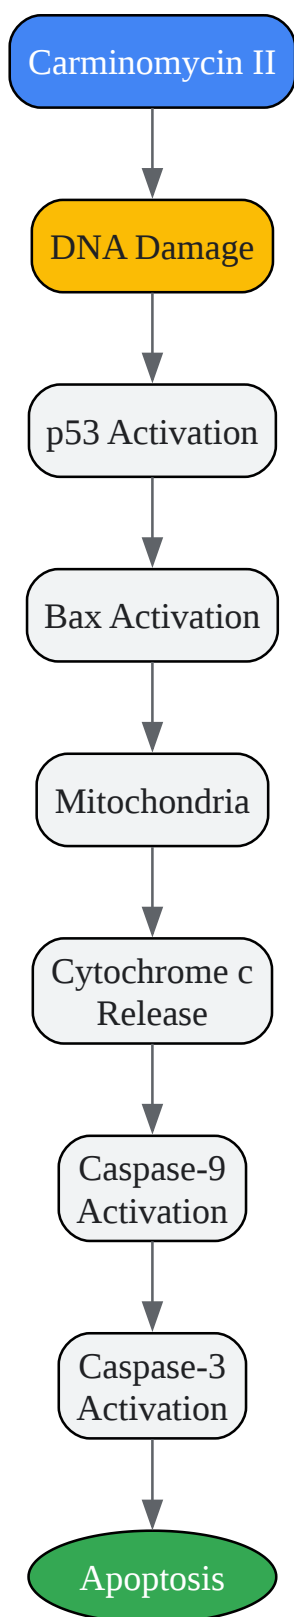 Carminomycin II
DNA Damage
p53 Activation
Bax Activation
Mitochondria
Cytochrome c
Release
Caspase-9
Activation
Caspase-3
Activation
Apoptosis